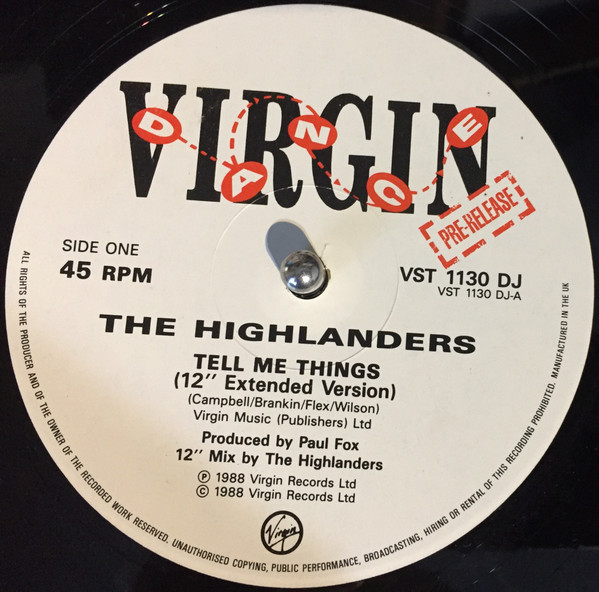 VIRGIN
DANCE
PRE-RELEASE
SIDE ONE
45 RPM
VST 1130 DJ
VST 1130 DJ-A
THE HIGHLANDERS
TELL ME THINGS
(12″ Extended Version)
(Campbell/Brankin/Flex/Wilson)
Virgin Music (Publishers) Ltd
Produced by Paul Fox
12″ Mix by The Highlanders
℗ 1988 Virgin Records Ltd
© 1988 Virgin Records Ltd
Virgin
ALL RIGHTS OF THE PRODUCER AND OF THE OWNER OF THE RECORDED WORK RESERVED. UNAUTHORISED COPYING, PUBLIC PERFORMANCE, BROADCASTING, HIRING OR RENTAL OF THIS RECORDING PROHIBITED. MANUFACTURED IN THE UK